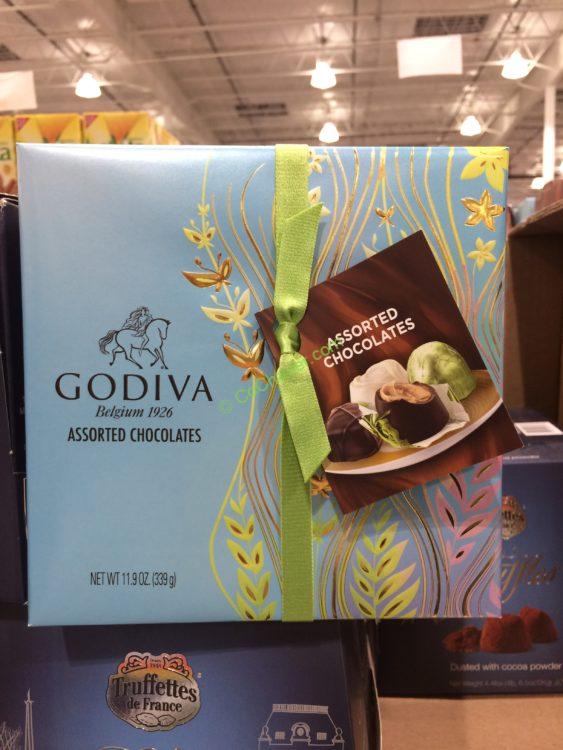 GODIVA
Belgium 1926
ASSORTED CHOCOLATES
NET WT 11.9 OZ. (339 g)
ASSORTED
CHOCOLATES
Truffettes
de France
Dusted with cocoa powder